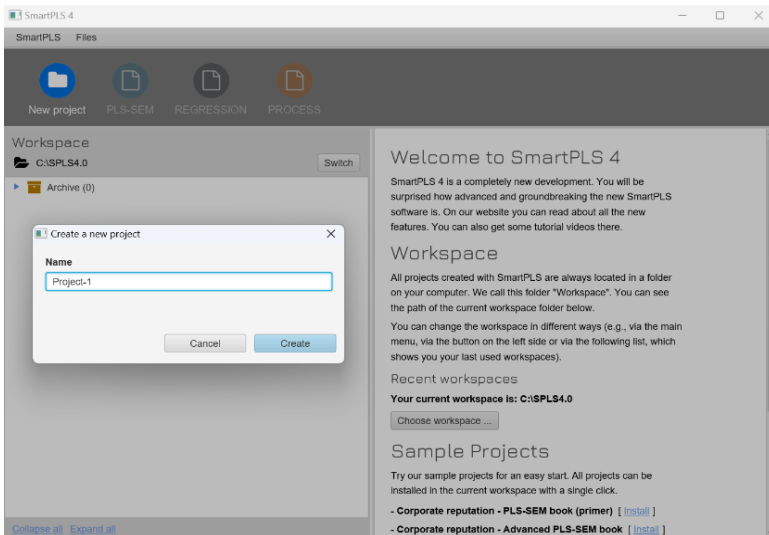 SmartPLS 4
SmartPLS Files
New project PLS-SEM REGRESSION PROCESS
Workspace
C:\SPLS4.0 Switch
Archive (0)
Create a new project
Name
Project-1
Cancel Create
Collapse all Expand all
Welcome to SmartPLS 4
SmartPLS 4 is a completely new development. You will be
surprised how advanced and groundbreaking the new SmartPLS
software is. On our website you can read about all the new
features. You can also get some tutorial videos there.
Workspace
All projects created with SmartPLS are always located in a folder
on your computer. We call this folder "Workspace". You can see
the path of the current workspace folder below.
You can change the workspace in different ways (e.g., via the main
menu, via the button on the left side or via the following list, which
shows you your last used workspaces).
Recent workspaces
Your current workspace is: C:\SPLS4.0
Choose workspace ...
Sample Projects
Try our sample projects for an easy start. All projects can be
installed in the current workspace with a single click.
- Corporate reputation - PLS-SEM book (primer) [ Install ]
- Corporate reputation - Advanced PLS-SEM book [ Install ]